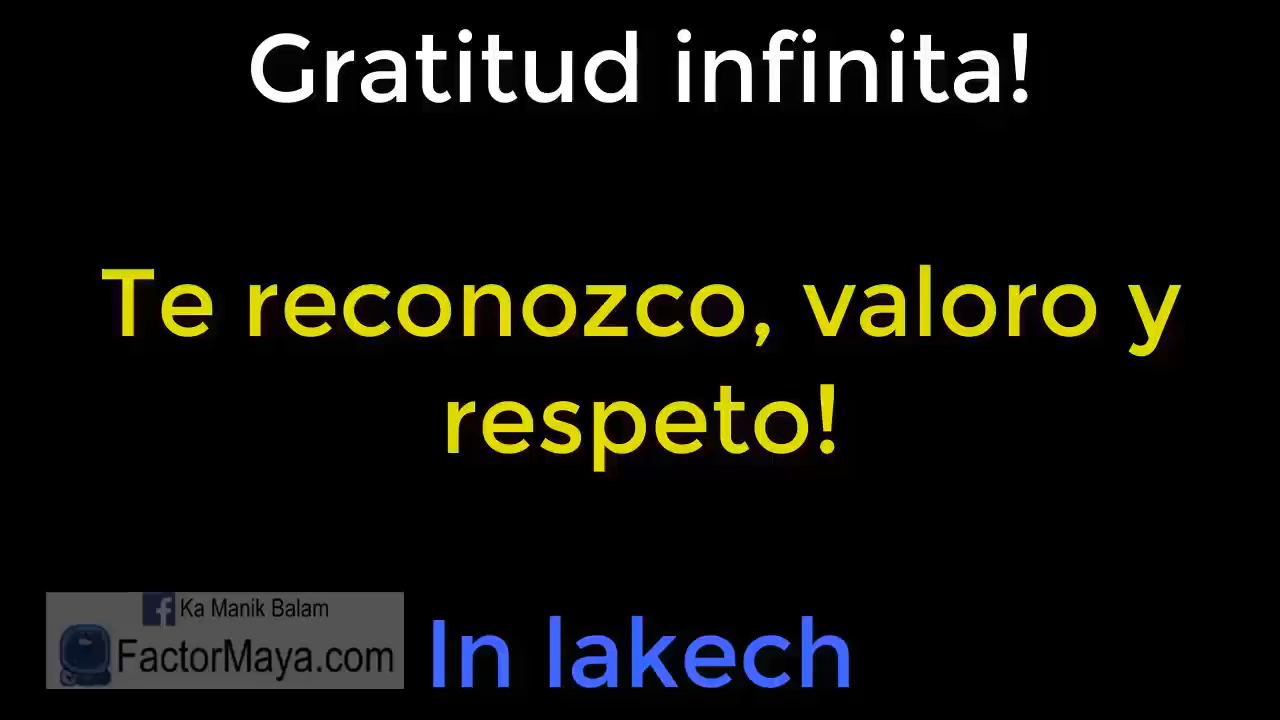 Gratitud infinita!
Te reconozco, valoro y
respeto!
Ka Manik Balam
FactorMaya.com
In lakech